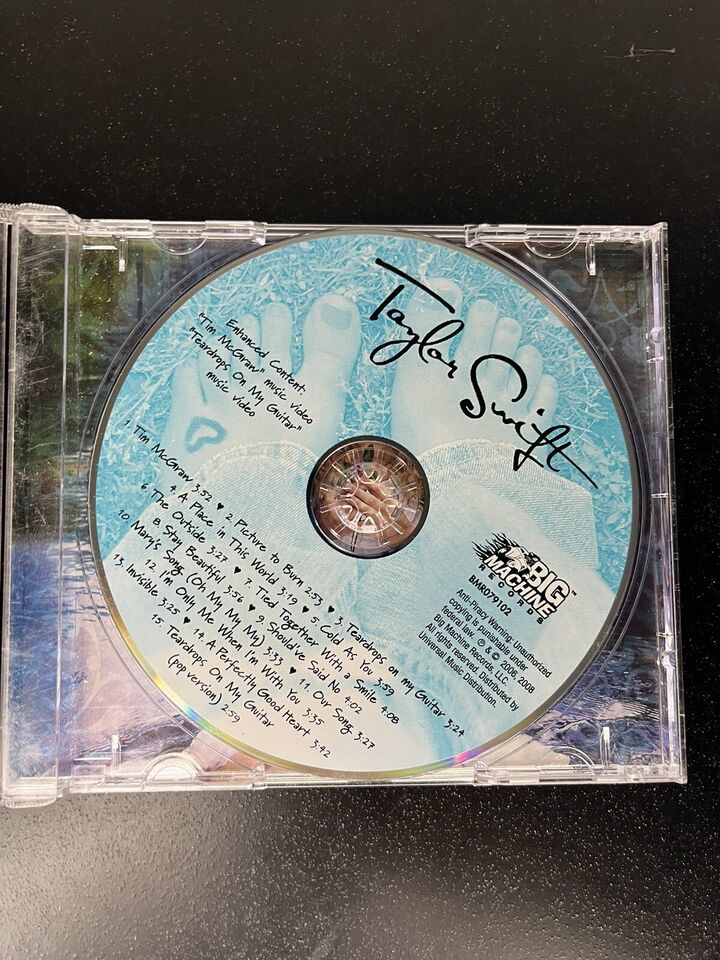 Taylor Swift
Enhanced Content:
"Tim McGraw" music video
"Teardrops On My Guitar"
music video
1. Tim McGraw 3:52 ♥ 2. Picture to Burn 2:53 ♥ 3. Teardrops on my Guitar 3:24
4. A Place in This World 3:19 ♥ 5. Cold As You 3:59
6. The Outside 3:27 ♥ 7. Tied Together With a Smile 4:08
8. Stay Beautiful 3:56 ♥ 9. Should've Said No 4:02
10. Mary's Song (Oh My My My) 3:33 ♥ 11. Our Song 3:27
12. I'm Only Me When I'm With You 3:35
13. Invisible 3:25 ♥ 14. A Perfectly Good Heart 3:42
15. Teardrops On My Guitar
(pop version) 2:59
BIG
MACHINE™
RECORDS
BMR079102
Anti-Piracy Warning: Unauthorized
copying is punishable under
federal law. ℗ & © 2006, 2008
Big Machine Records, LLC.
All rights reserved. Distributed by
Universal Music Distribution.